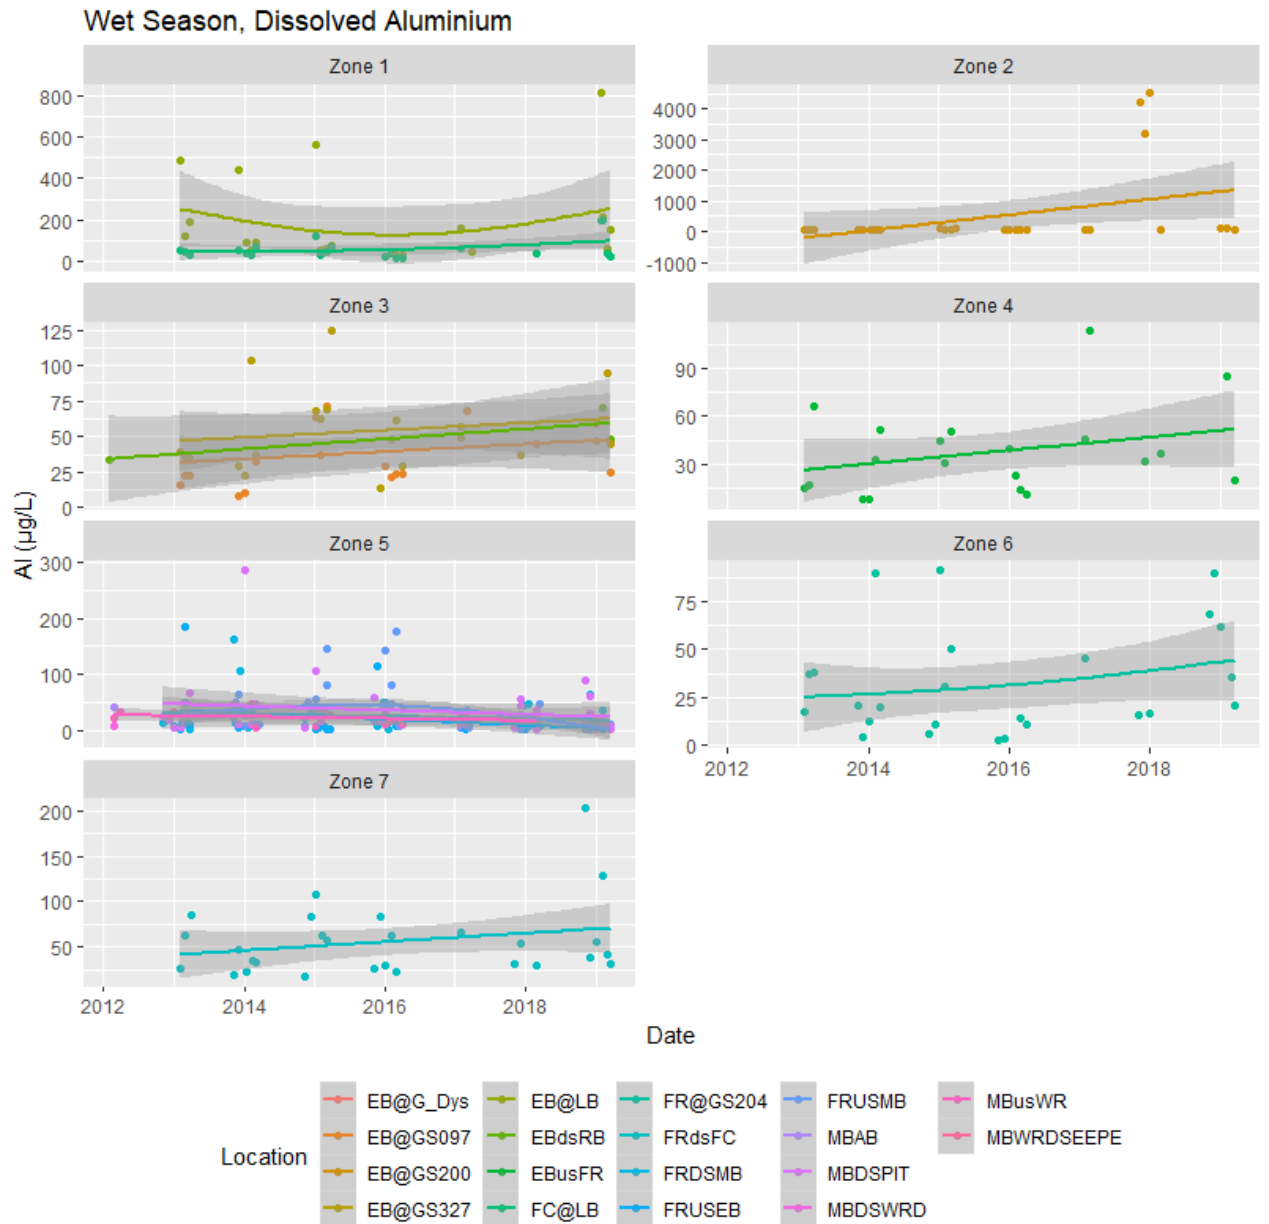 Wet Season, Dissolved Aluminium
Zone 1
Zone 2
800
600
400
200
0
4000
3000
2000
1000
0
-1000
Zone 3
Zone 4
125
100
75
50
25
0
90
60
30
Zone 5
Zone 6
300
200
100
0
75
50
25
0
2012 2014 2016 2018
Zone 7
200
150
100
50
2012 2014 2016 2018
Al (µg/L)
Date
Location
EB@G_Dys EB@LB FR@GS204 FRUSMB MBusWR
EB@GS097 EBdsRB FRdsFC MBAB MBWRDSEEPE
EB@GS200 EBusFR FRDSMB MBDSPIT
EB@GS327 FC@LB FRUSEB MBDSWRD